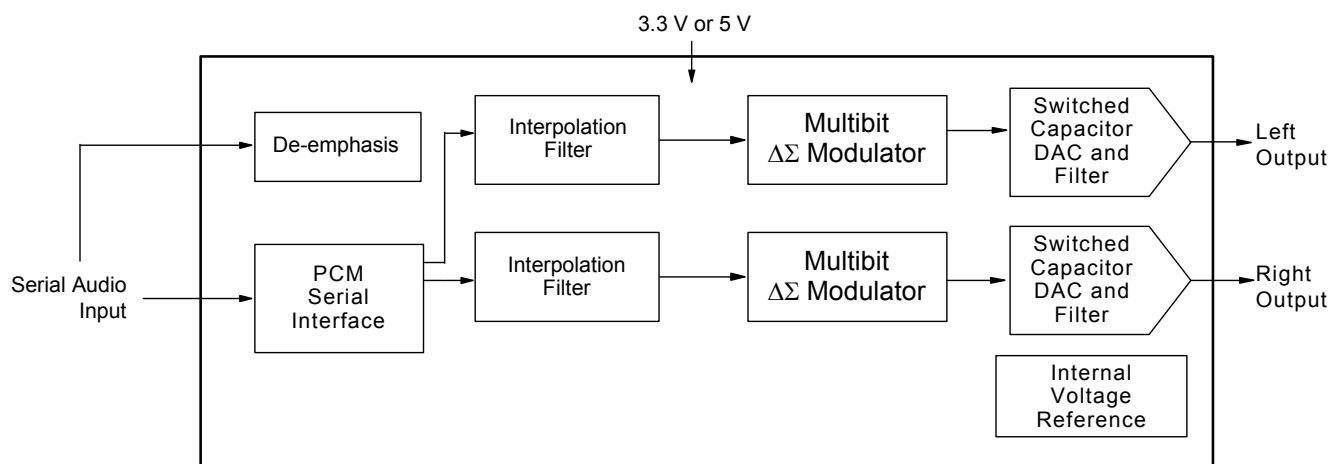 3.3 V or 5 V
De-emphasis
Interpolation
Filter
Multibit
ΔΣ Modulator
Switched
Capacitor
DAC and
Filter
Left
Output
Serial Audio
Input
PCM
Serial
Interface
Interpolation
Filter
Multibit
ΔΣ Modulator
Switched
Capacitor
DAC and
Filter
Right
Output
Internal
Voltage
Reference